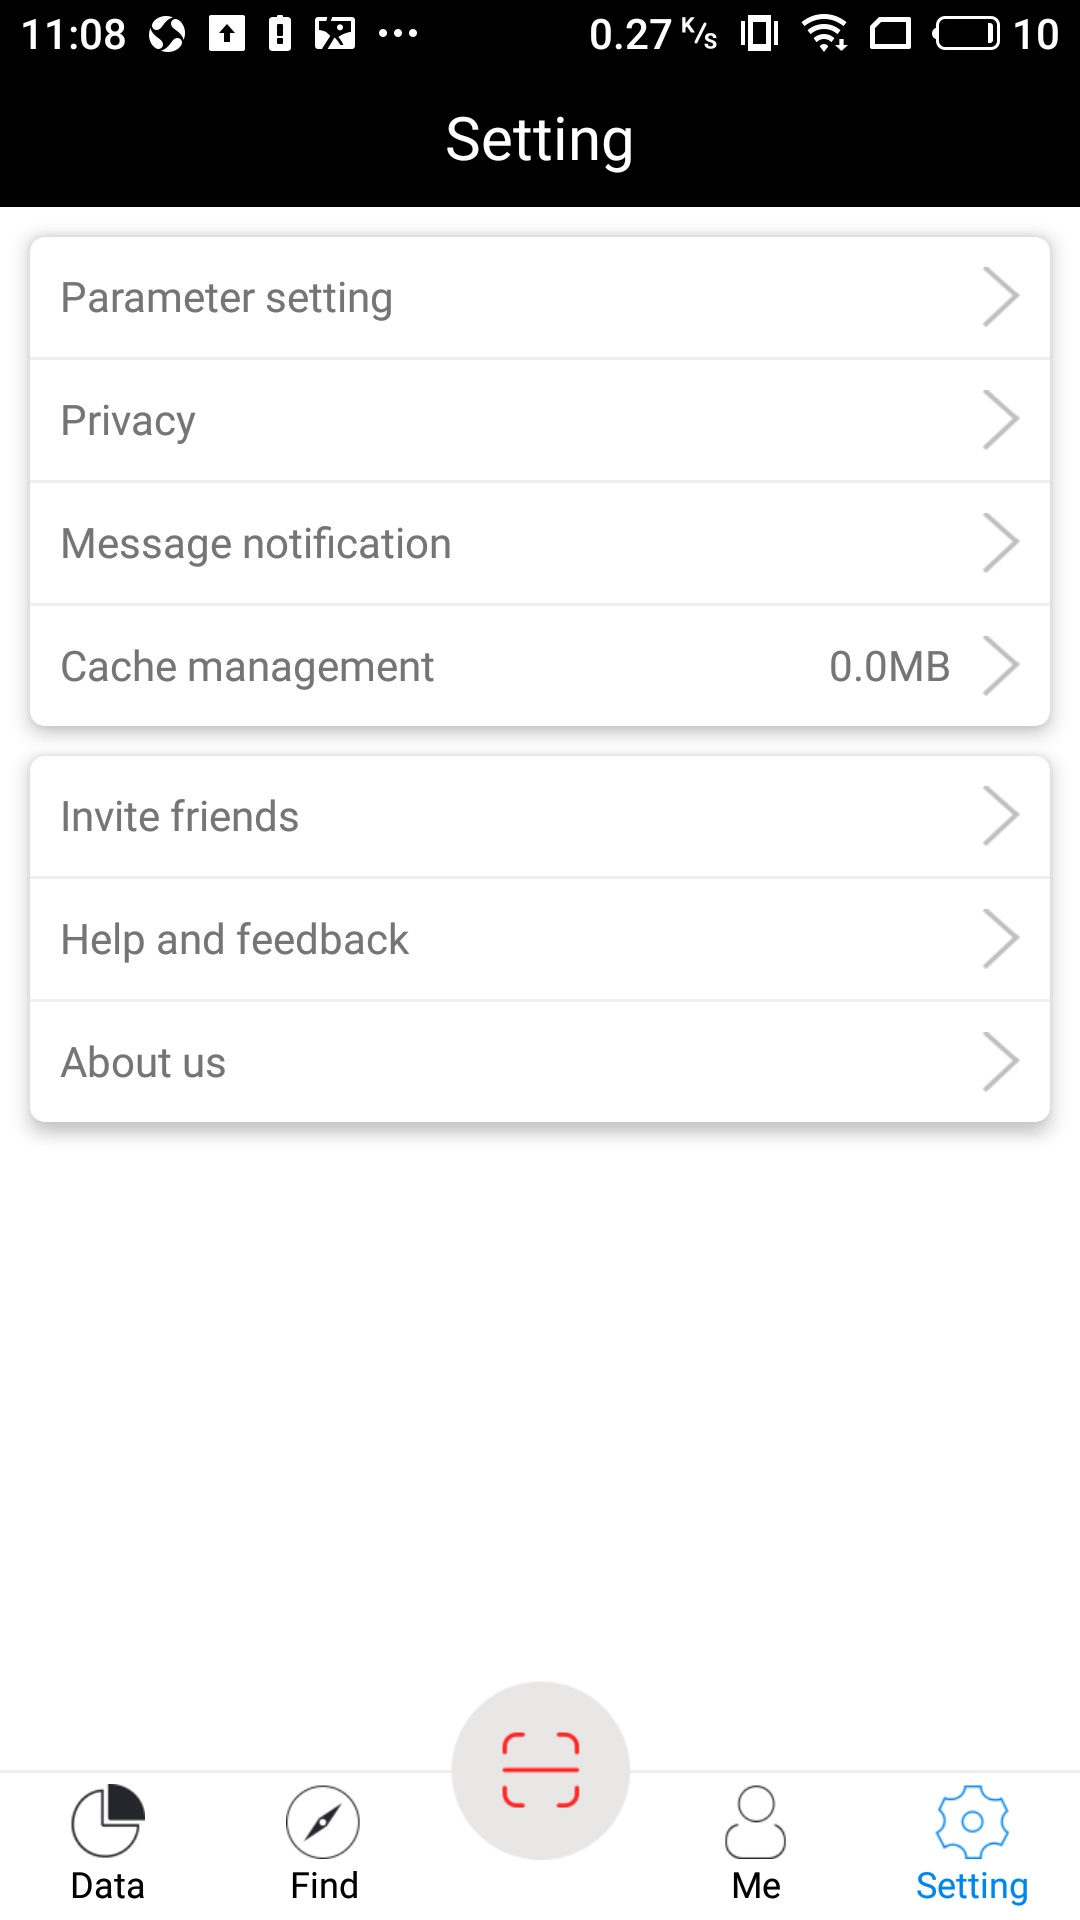 11:08 ... 0.27 K/s 10
Setting
Parameter setting
Privacy
Message notification
Cache management 0.0MB
Invite friends
Help and feedback
About us
Data Find Me Setting